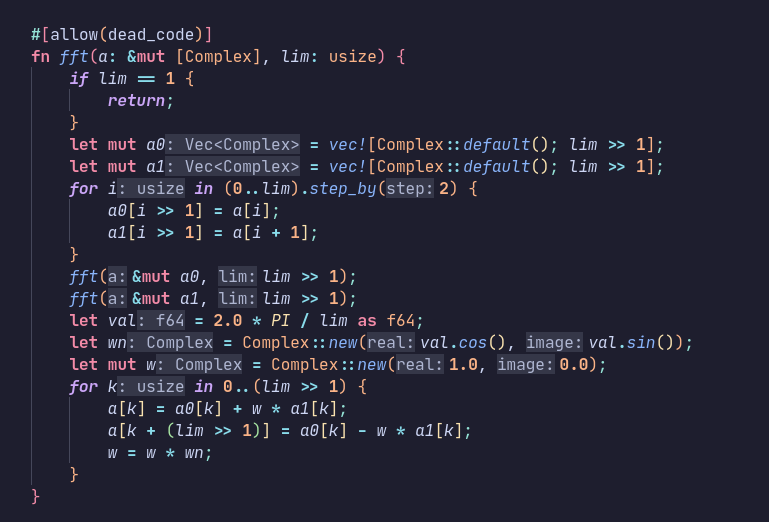 #[allow(dead_code)]
fn fft(a: &mut [Complex], lim: usize) {
    if lim == 1 {
        return;
    }
    let mut a0: Vec<Complex> = vec![Complex::default(); lim >> 1];
    let mut a1: Vec<Complex> = vec![Complex::default(); lim >> 1];
    for i: usize in (0..lim).step_by(step: 2) {
        a0[i >> 1] = a[i];
        a1[i >> 1] = a[i + 1];
    }
    fft(a: &mut a0, lim: lim >> 1);
    fft(a: &mut a1, lim: lim >> 1);
    let val: f64 = 2.0 * PI / lim as f64;
    let wn: Complex = Complex::new(real: val.cos(), image: val.sin());
    let mut w: Complex = Complex::new(real: 1.0, image: 0.0);
    for k: usize in 0..(lim >> 1) {
        a[k] = a0[k] + w * a1[k];
        a[k + (lim >> 1)] = a0[k] - w * a1[k];
        w = w * wn;
    }
}